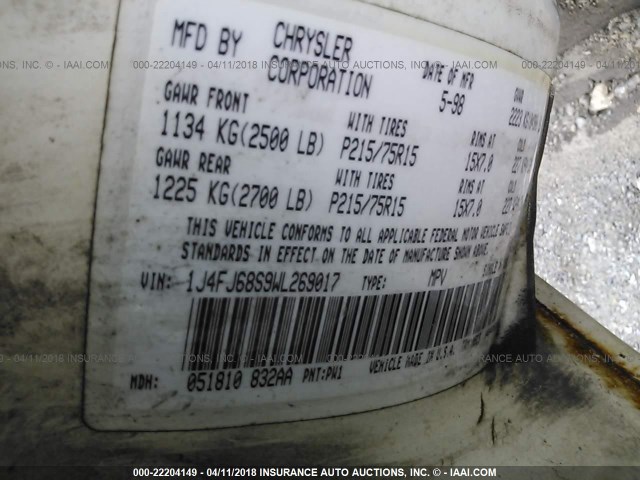 MFD BY CHRYSLER CORPORATION DATE OF MFR 5-98
GAWR FRONT WITH TIRES RIMS AT
1134 KG(2500 LB) P215/75R15 15X7.0
GAWR REAR WITH TIRES RIMS AT
1225 KG(2700 LB) P215/75R15 15X7.0
THIS VEHICLE CONFORMS TO ALL APPLICABLE FEDERAL MOTOR VEHICLE
STANDARDS IN EFFECT ON THE DATE OF MANUFACTURE SHOWN ABOVE.
VIN: 1J4FJ68S9WL269017 TYPE: MPV
VEHICLE MADE IN U.S.A.
MDH: 051810 832AA PNT:PW1
000-22204149 - 04/11/2018 INSURANCE AUTO AUCTIONS, INC. - IAAI.COM